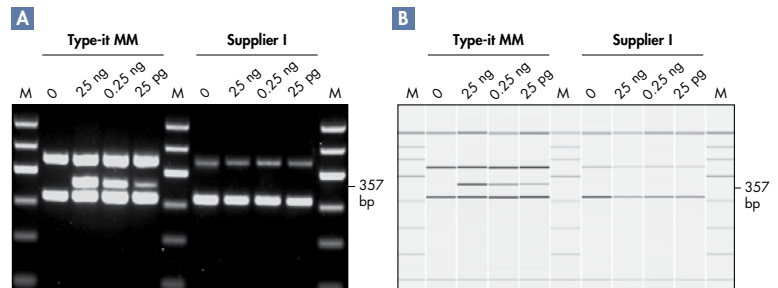 A
Type-it MM
Supplier I
M 0 25 ng 0.25 ng 25 pg M 0 25 ng 0.25 ng 25 pg M
357
bp
B
Type-it MM
Supplier I
M 0 25 ng 0.25 ng 25 pg M 0 25 ng 0.25 ng 25 pg M
357
bp